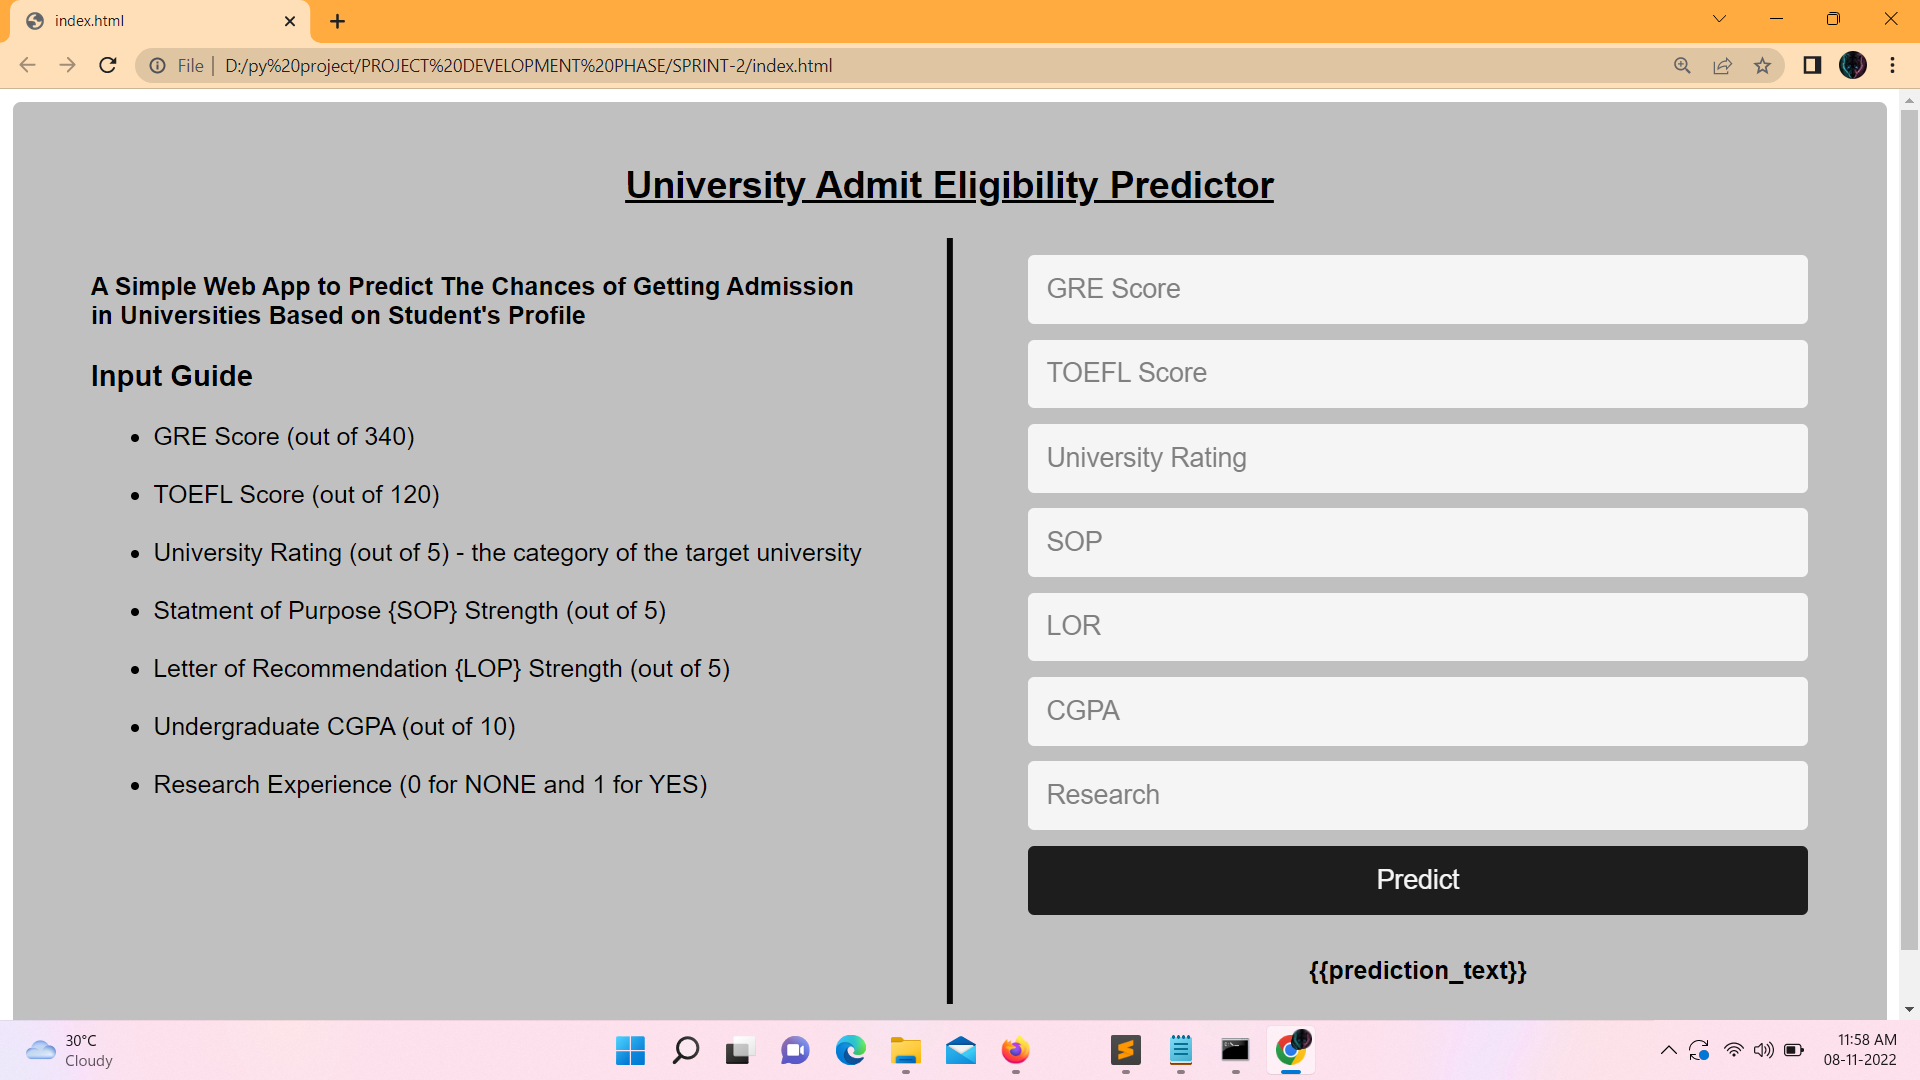 index.html
File
D:/py%20project/PROJECT%20DEVELOPMENT%20PHASE/SPRINT-2/index.html
University Admit Eligibility Predictor
A Simple Web App to Predict The Chances of Getting Admission
in Universities Based on Student's Profile
Input Guide
GRE Score (out of 340)
TOEFL Score (out of 120)
University Rating (out of 5) - the category of the target university
Statment of Purpose {SOP} Strength (out of 5)
Letter of Recommendation {LOP} Strength (out of 5)
Undergraduate CGPA (out of 10)
Research Experience (0 for NONE and 1 for YES)
GRE Score
TOEFL Score
University Rating
SOP
LOR
CGPA
Research
Predict
{{prediction_text}}
30°C
Cloudy
11:58 AM
08-11-2022